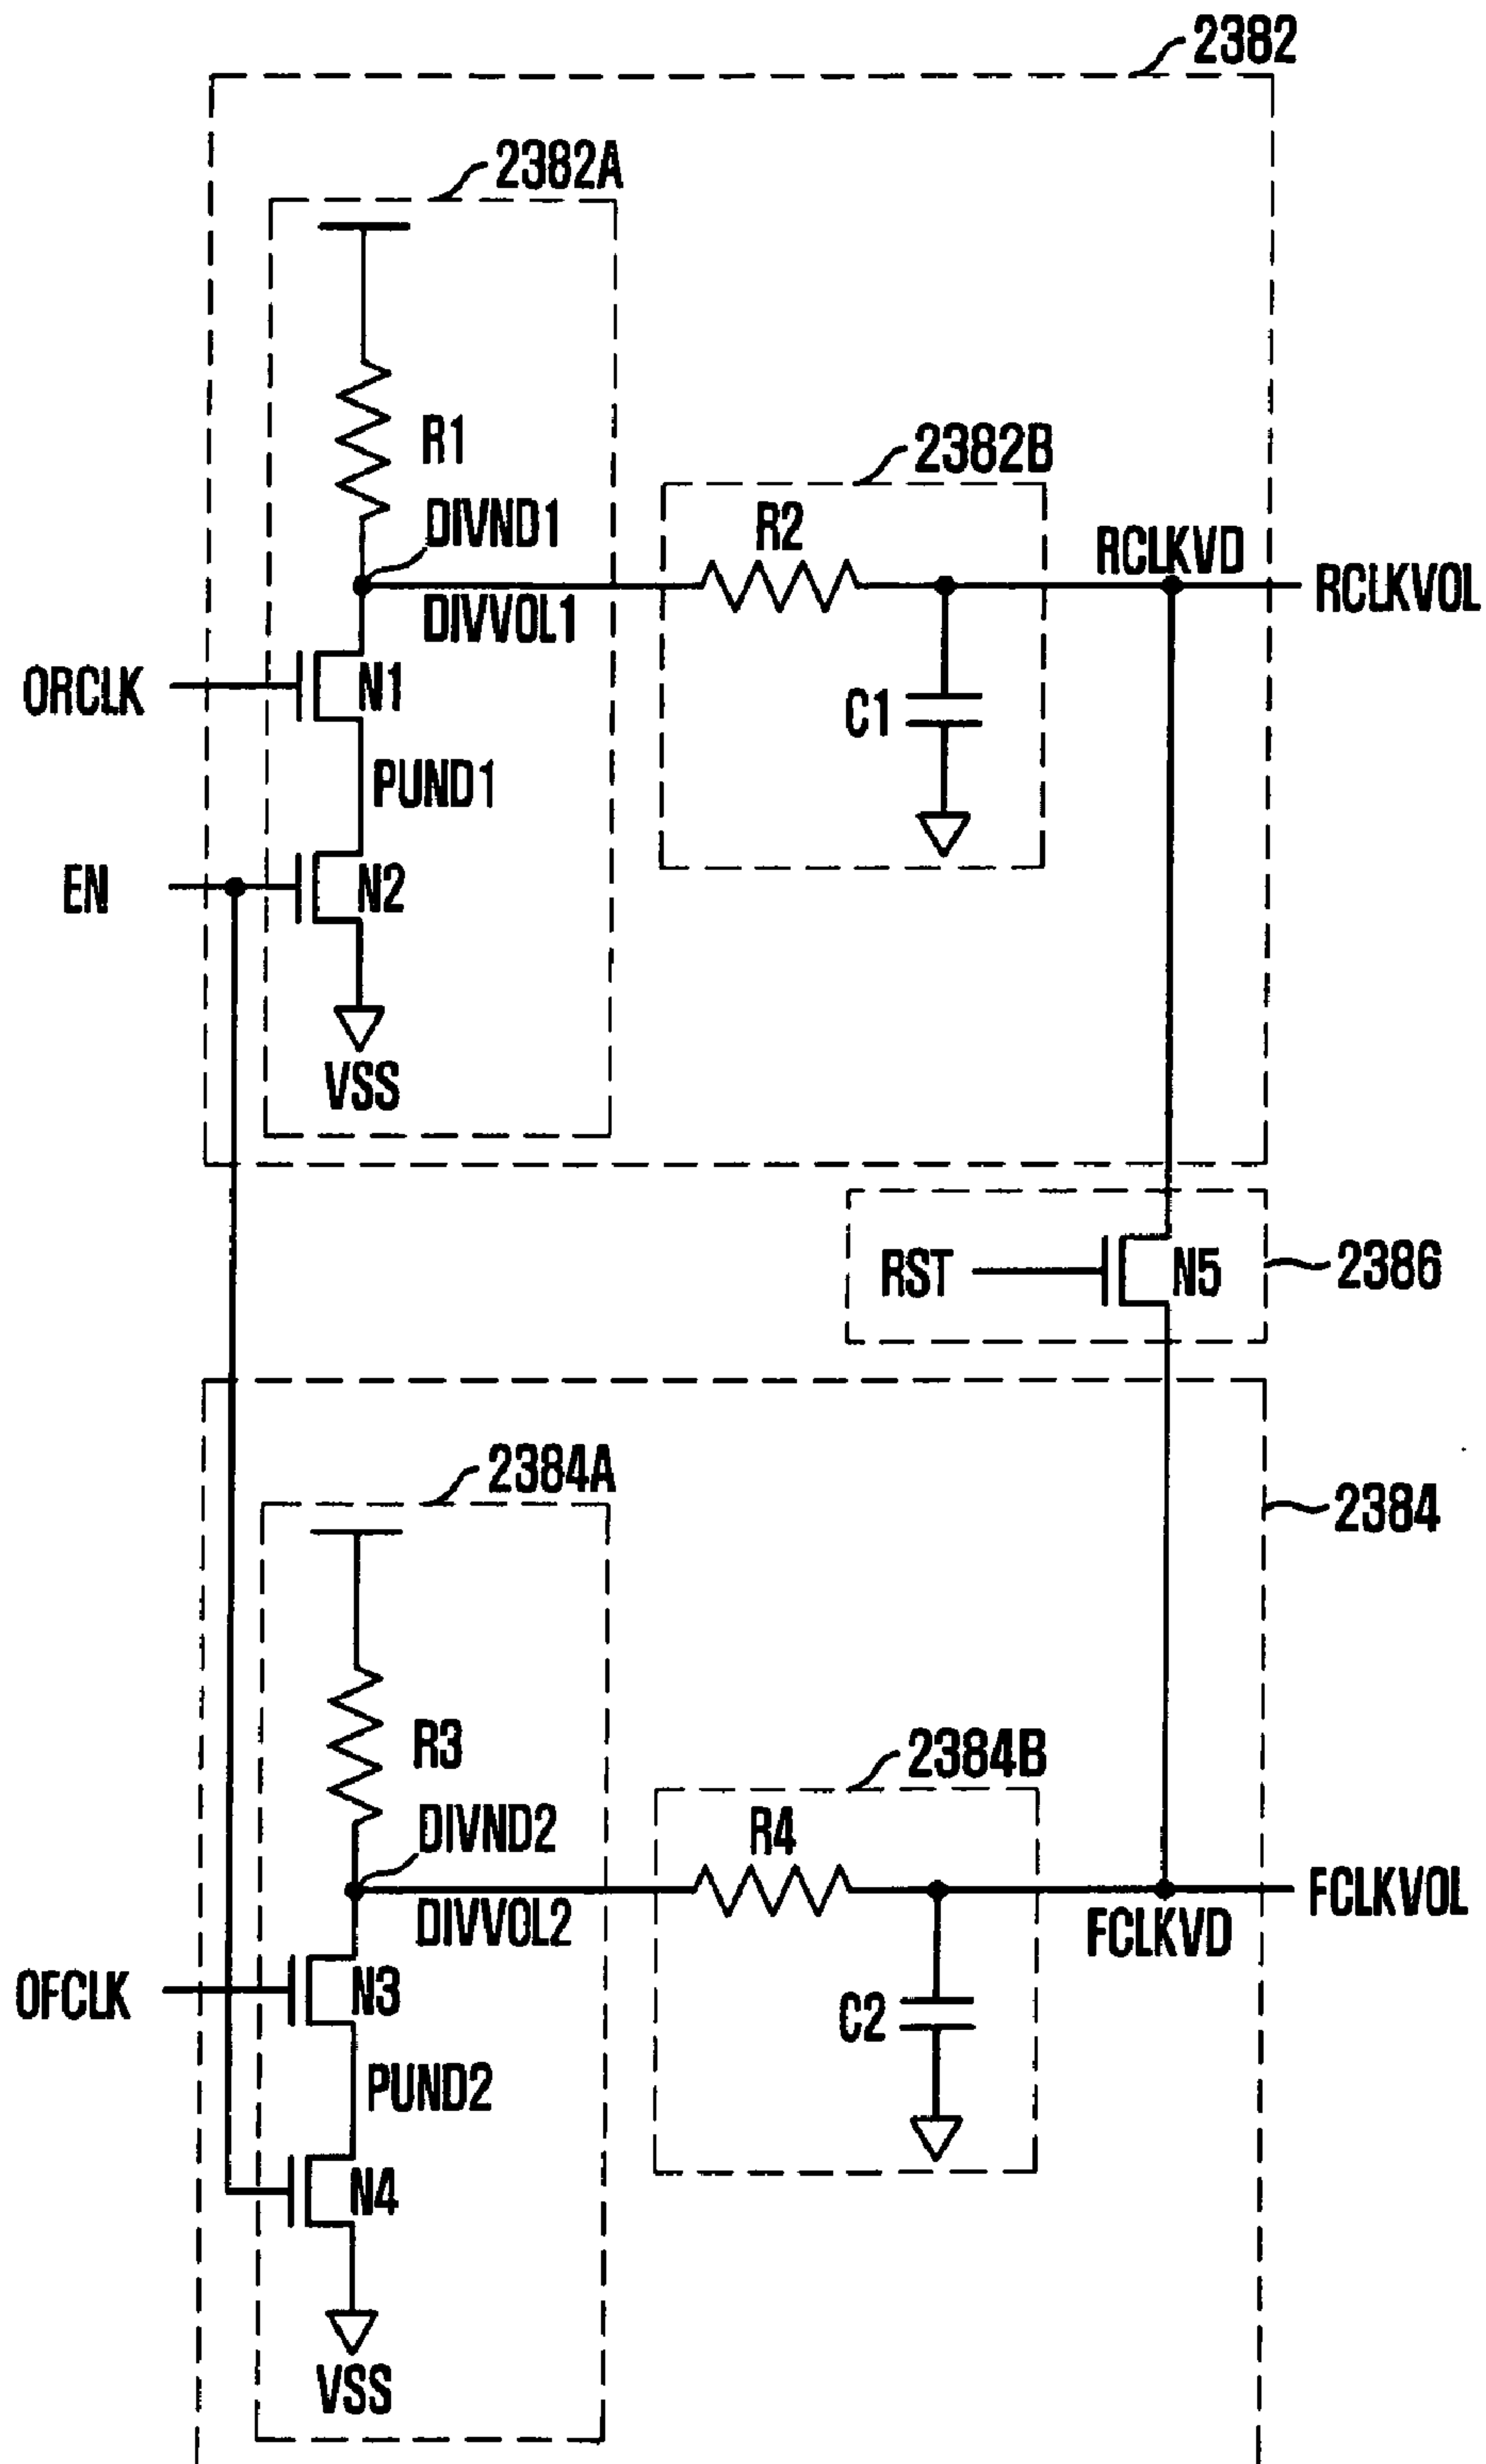 2382
2382A
R1
2382B
DIVND1
R2
RCLKVD
RCLKVOL
DIVVOL1
ORCLK
N1
C1
PUND1
EN
N2
VSS
RST
N5
2386
2384A
2384
R3
2384B
DIVND2
R4
FCLKVOL
DIVVOL2
FCLKVD
OFCLK
N3
C2
PUND2
N4
VSS